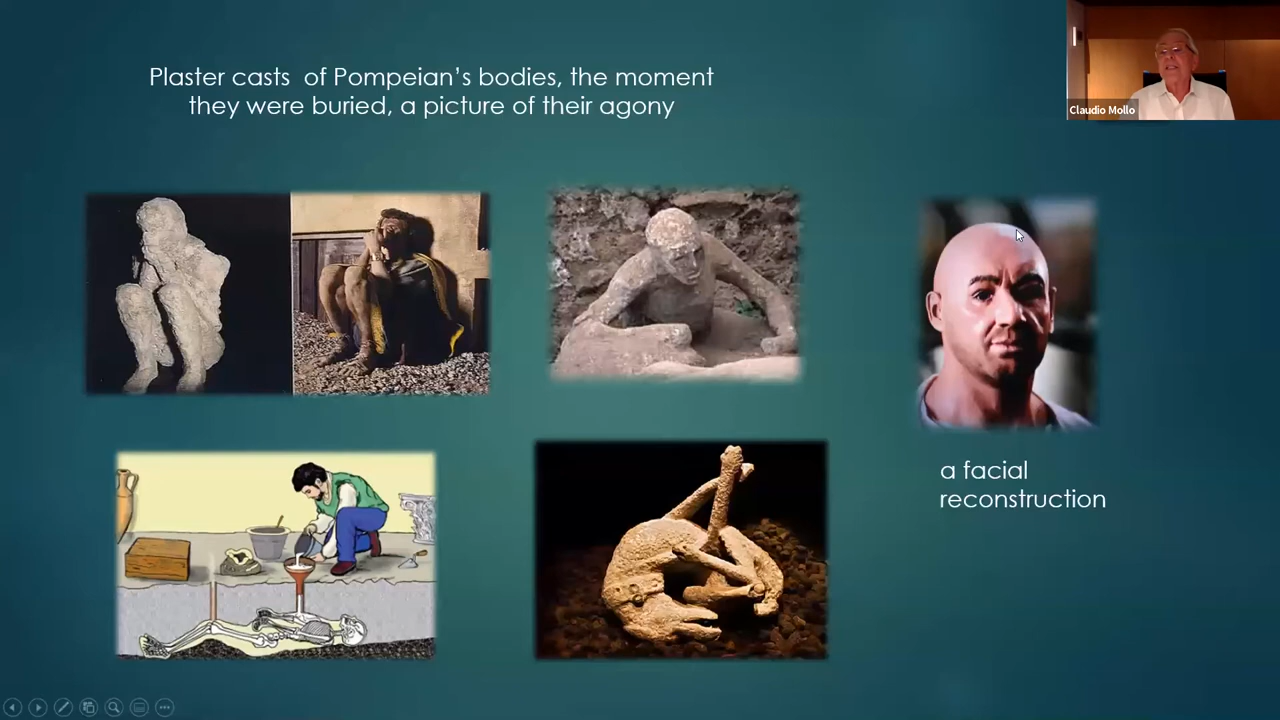 Plaster casts of Pompeian's bodies, the moment
they were buried, a picture of their agony
Claudio Mollo
a facial
reconstruction